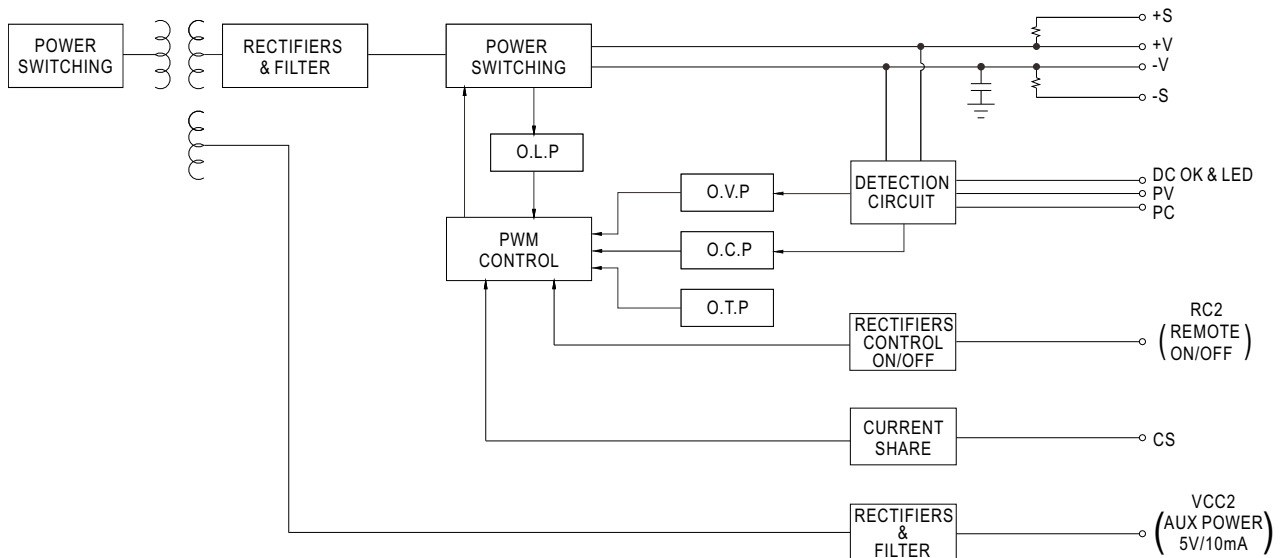 POWER
SWITCHING
RECTIFIERS
& FILTER
POWER
SWITCHING
+S
+V
-V
-S
O.L.P
O.V.P
DETECTION
CIRCUIT
DC OK & LED
PV
PC
PWM
CONTROL
O.C.P
O.T.P
RECTIFIERS
CONTROL
ON/OFF
RC2
(REMOTE
ON/OFF)
CURRENT
SHARE
CS
RECTIFIERS
&
FILTER
VCC2
(AUX POWER
5V/10mA)